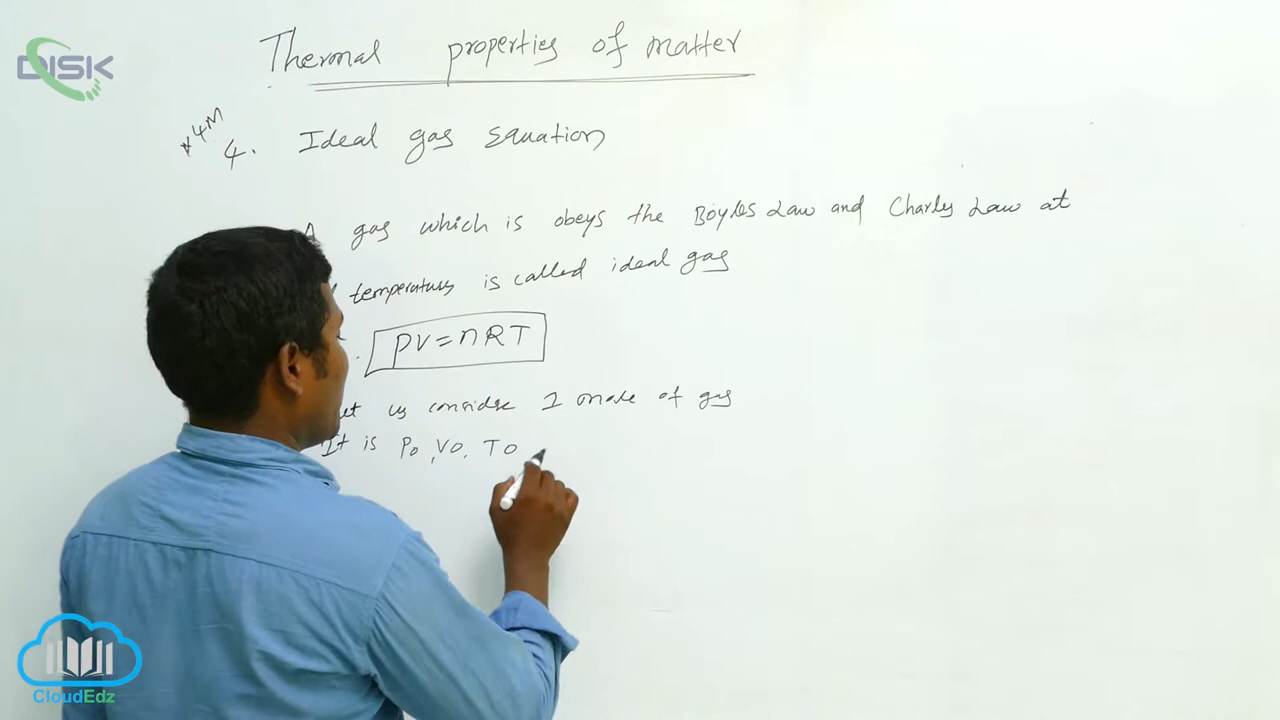 DISK
Thermal properties of matter
*4M
4. Ideal gas Equation
A gas which is obeys the Boyles Law and Charles Law at
temperature is called ideal gas
PV=nRT
us consider 1 mole of gas
It is Po, Vo, To
CloudEdz